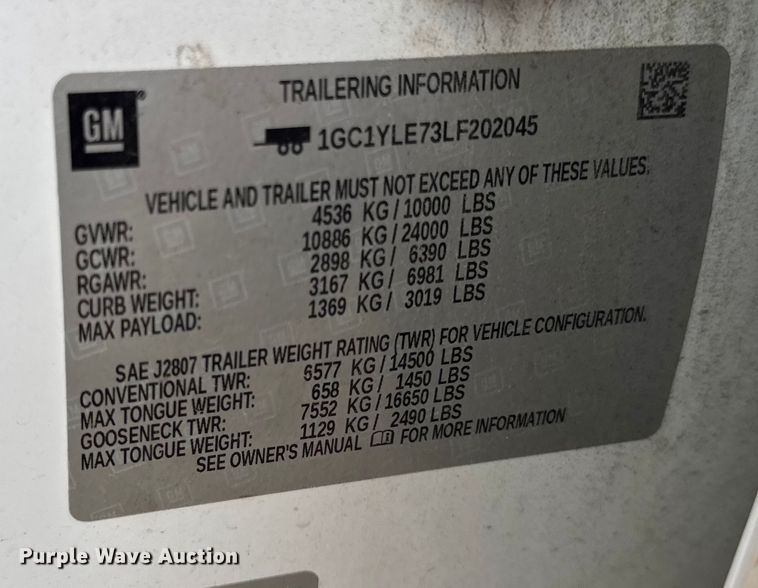 GM ®
TRAILERING INFORMATION
1GC1YLE73LF202045
VEHICLE AND TRAILER MUST NOT EXCEED ANY OF THESE VALUES.
GVWR: 4536 KG / 10000 LBS
GCWR: 10886 KG / 24000 LBS
RGAWR: 2898 KG / 6390 LBS
CURB WEIGHT: 3167 KG / 6981 LBS
MAX PAYLOAD: 1369 KG / 3019 LBS
SAE J2807 TRAILER WEIGHT RATING (TWR) FOR VEHICLE CONFIGURATION.
CONVENTIONAL TWR: 6577 KG / 14500 LBS
MAX TONGUE WEIGHT: 658 KG / 1450 LBS
GOOSENECK TWR: 7552 KG / 16650 LBS
MAX TONGUE WEIGHT: 1129 KG / 2490 LBS
SEE OWNER'S MANUAL FOR MORE INFORMATION
Purple Wave Auction